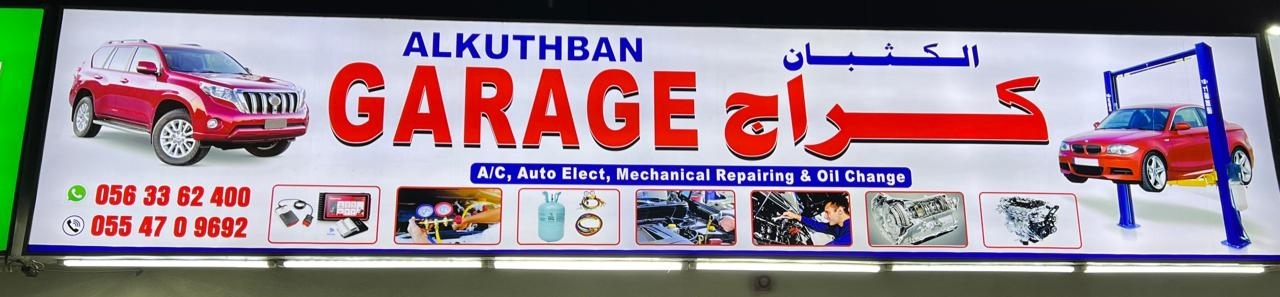 ALKUTHBAN
الكثبان
GARAGE
كراج
A/C, Auto Elect, Mechanical Repairing & Oil Change
056 33 62 400
055 47 0 9692